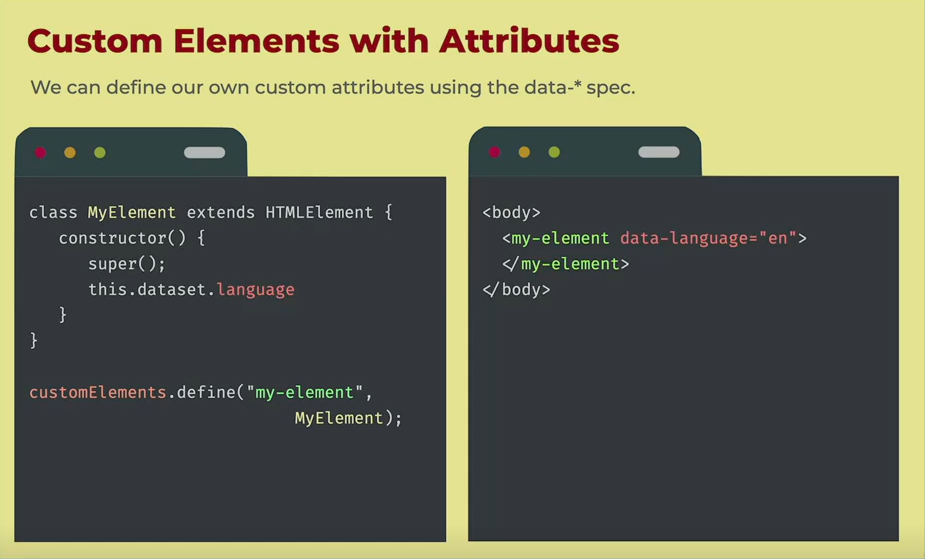 Custom Elements with Attributes
We can define our own custom attributes using the data-* spec.
class MyElement extends HTMLElement {
   constructor() {
      super();
      this.dataset.language
   }
}
customElements.define("my-element",
                           MyElement);
<body>
  <my-element data-language="en">
  </my-element>
</body>